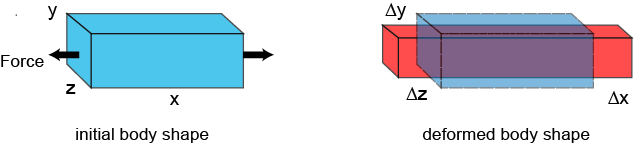 y
Force
z
x
initial body shape
Δy
Δz
Δx
deformed body shape